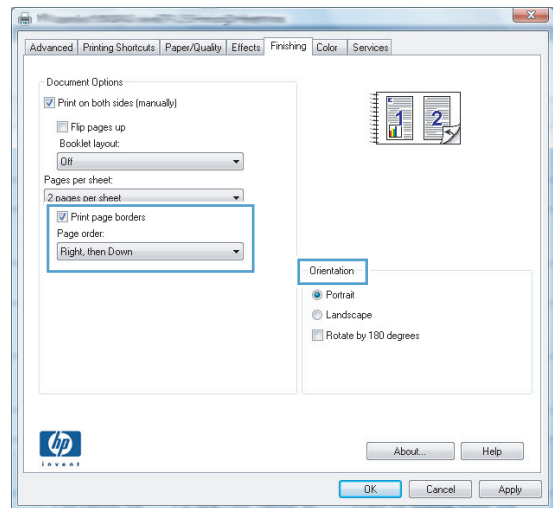 Advanced Printing Shortcuts Paper/Quality Effects Finishing Color Services
Document Options
Print on both sides (manually)
Flip pages up
Booklet layout:
Off
Pages per sheet:
2 pages per sheet
Print page borders
Page order:
Right, then Down
1 2
Orientation
Portrait
Landscape
Rotate by 180 degrees
hp
invent
About... Help
OK Cancel Apply